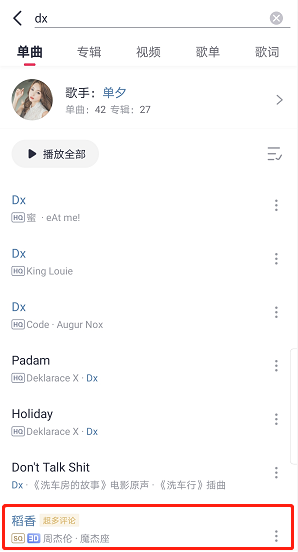 dx
单曲 专辑 视频 歌单 歌词
歌手：单夕
单曲：42 专辑：27
播放全部
Dx
HQ 蜜 · eAt me!
Dx
HQ King Louie
Dx
HQ Code · Augur Nox
Padam
HQ Deklarace X · Dx
Holiday
HQ Deklarace X · Dx
Don't Talk Shit
Dx · 《洗车房的故事》电影原声 · 《洗车行》插曲
稻香 超多评论
SQ 3D 周杰伦 · 魔杰座